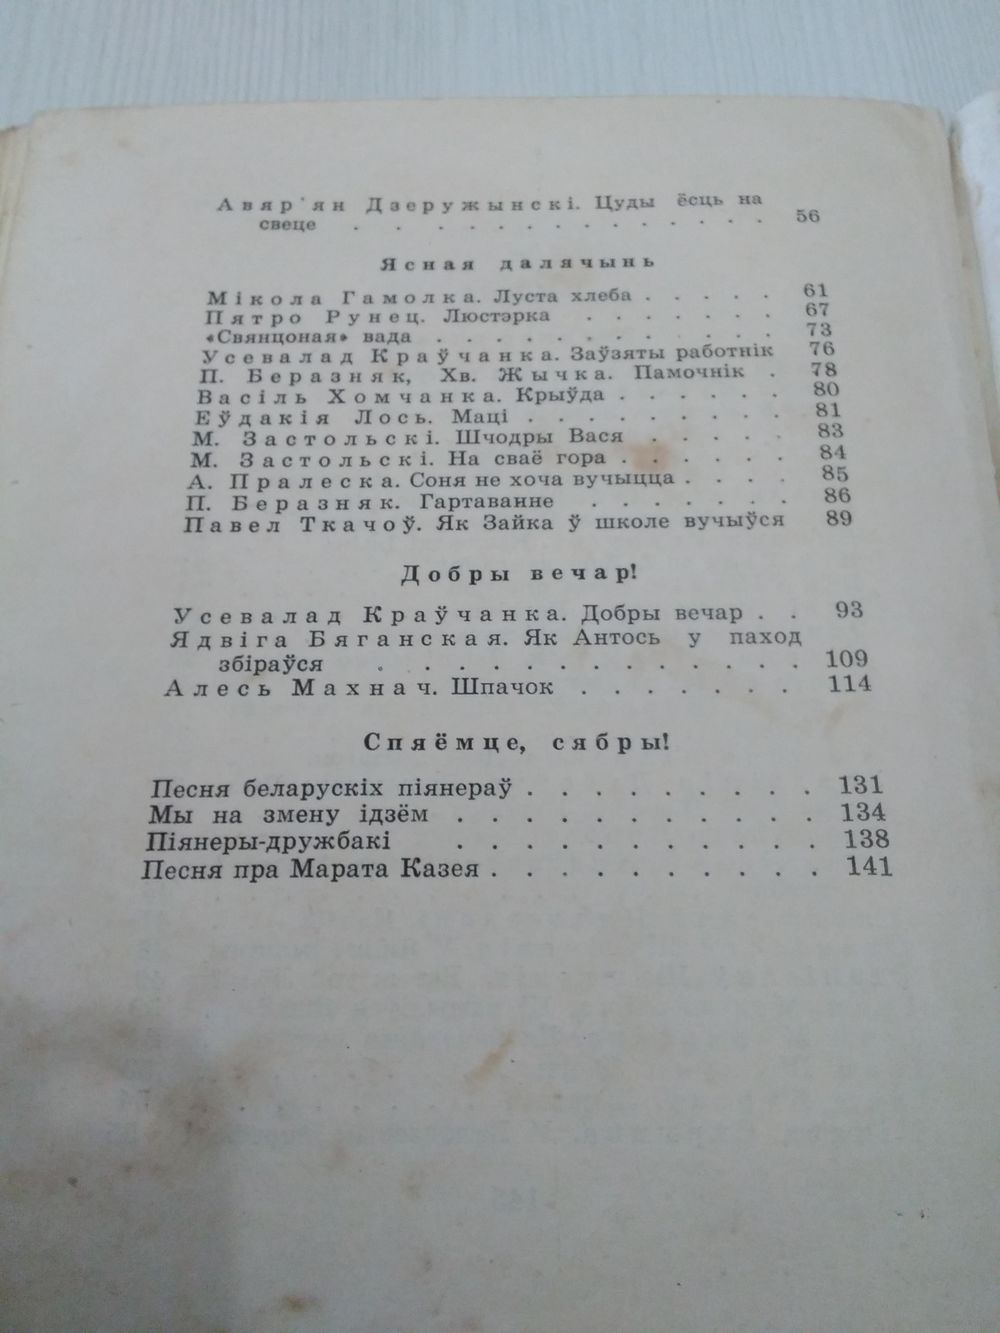 Авяр'ян Дзеружынскі. Цуды ёсць на
свеце . . . . . . . . . . . . . . 56
Ясная далячынь
Мікола Гамолка. Луста хлеба . . . . . 61
Пятро Рунец. Люстэрка . . . . . . . 67
«Свянцоная» вада . . . . . . . . . . . . 73
Усевалад Краўчанка. Заўзяты работнік 76
П. Беразняк, Хв. Жычка. Памочнік . 78
Васіль Хомчанка. Крыўда . . . . . . 80
Еўдакія Лось. Маці . . . . . . . . . 81
М. Застольскі. Шчодры Вася . . . . . 83
М. Застольскі. На сваё гора . . . . . . 84
А. Пралеска. Соня не хоча вучыцца . . . . 85
П. Беразняк. Гартаванне . . . . . . . 86
Павел Ткачоў. Як Зайка ў школе вучыўся 89
Добры вечар!
Усевалад Краўчанка. Добры вечар . . 93
Ядвіга Бяганская. Як Антось у паход
збіраўся . . . . . . . . . . . . . . 109
Алесь Махнач. Шпачок . . . . . . . . 114
Спяёмце, сябры!
Песня беларускіх піянераў . . . . . . . . . . 131
Мы на змену ідзём . . . . . . . . . . . . 134
Піянеры-дружбакі . . . . . . . . . . . . 138
Песня пра Марата Казея . . . . . . . . . . 141